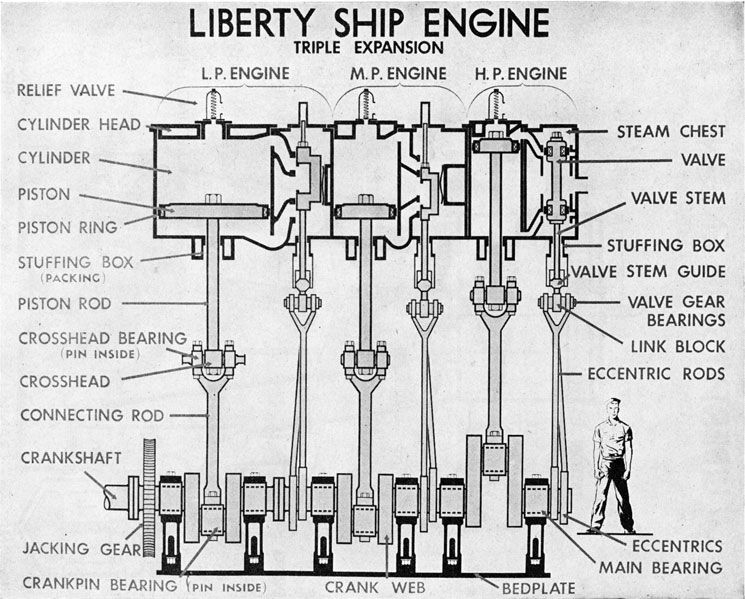 LIBERTY SHIP ENGINE
TRIPLE EXPANSION
L.P. ENGINE
M.P. ENGINE
H.P. ENGINE
RELIEF VALVE
CYLINDER HEAD
CYLINDER
PISTON
PISTON RING
STUFFING BOX
(PACKING)
PISTON ROD
CROSSHEAD BEARING
(PIN INSIDE)
CROSSHEAD
CONNECTING ROD
CRANKSHAFT
JACKING GEAR
CRANKPIN BEARING (PIN INSIDE)
CRANK WEB
BEDPLATE
STEAM CHEST
VALVE
VALVE STEM
STUFFING BOX
VALVE STEM GUIDE
VALVE GEAR
BEARINGS
LINK BLOCK
ECCENTRIC RODS
ECCENTRICS
MAIN BEARING